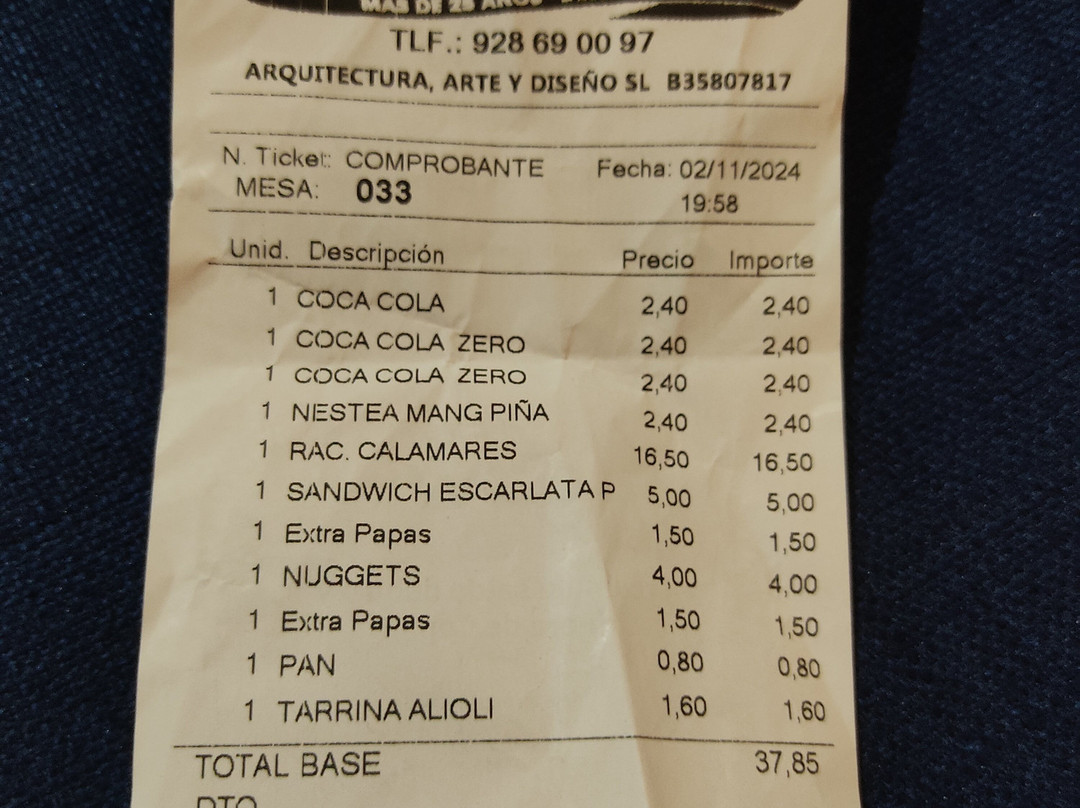 MAS DE 25 AÑOS
TLF.: 928 69 00 97
ARQUITECTURA, ARTE Y DISEÑO SL B35807817
N. Ticket: COMPROBANTE Fecha: 02/11/2024
MESA: 033 19:58
Unid. Descripción Precio Importe
1 COCA COLA 2,40 2,40
1 COCA COLA ZERO 2,40 2,40
1 COCA COLA ZERO 2,40 2,40
1 NESTEA MANG PIÑA 2,40 2,40
1 RAC. CALAMARES 16,50 16,50
1 SANDWICH ESCARLATA P 5,00 5,00
1 Extra Papas 1,50 1,50
1 NUGGETS 4,00 4,00
1 Extra Papas 1,50 1,50
1 PAN 0,80 0,80
1 TARRINA ALIOLI 1,60 1,60
TOTAL BASE 37,85
DTO